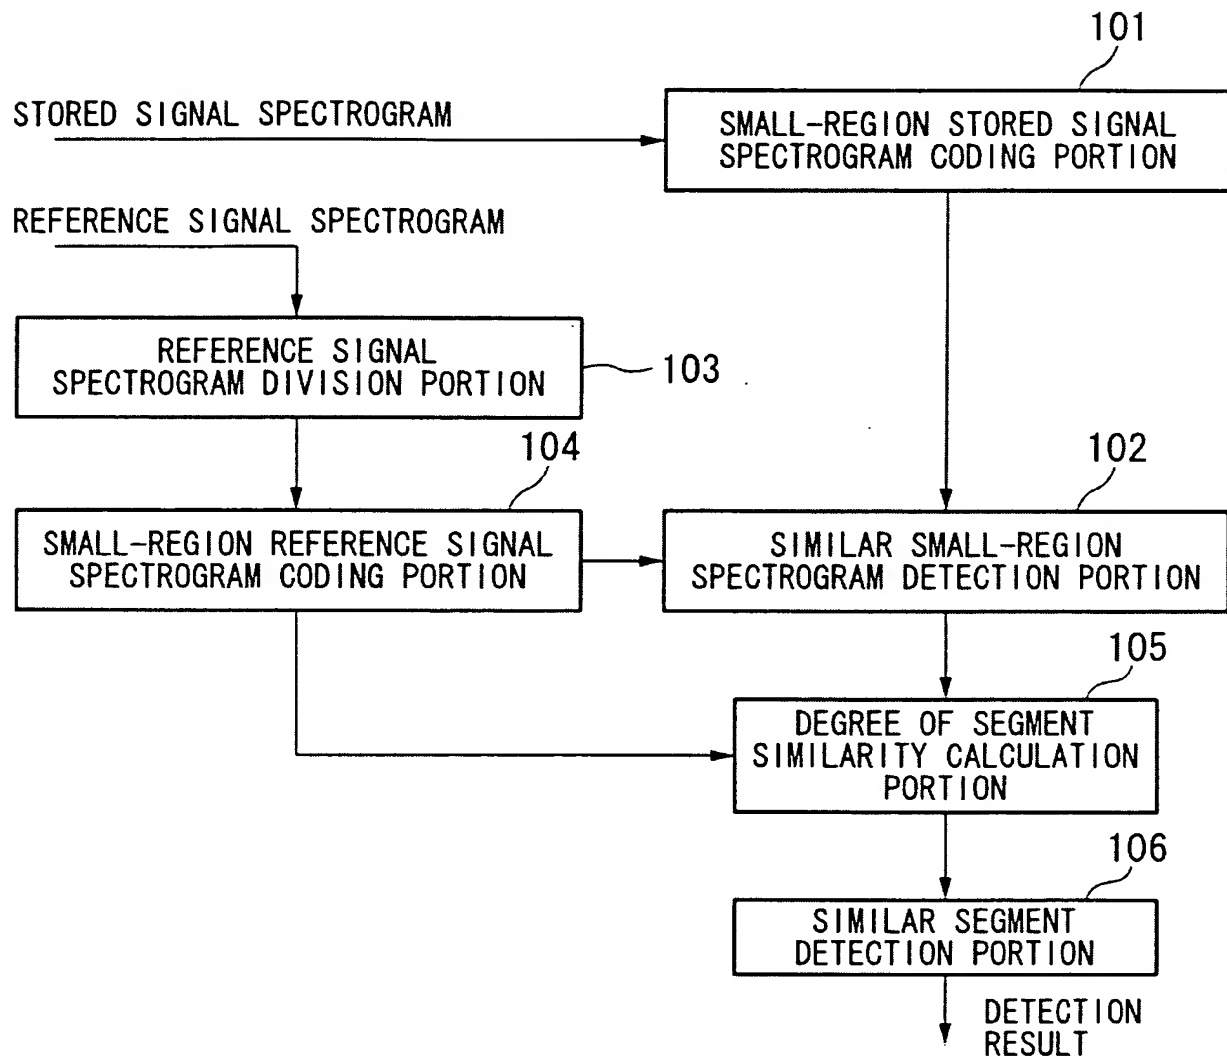 101
STORED SIGNAL SPECTROGRAM
SMALL-REGION STORED SIGNAL
SPECTROGRAM CODING PORTION
REFERENCE SIGNAL SPECTROGRAM
REFERENCE SIGNAL
SPECTROGRAM DIVISION PORTION
103
104
102
SMALL-REGION REFERENCE SIGNAL
SPECTROGRAM CODING PORTION
SIMILAR SMALL-REGION
SPECTROGRAM DETECTION PORTION
105
DEGREE OF SEGMENT
SIMILARITY CALCULATION
PORTION
106
SIMILAR SEGMENT
DETECTION PORTION
DETECTION
RESULT